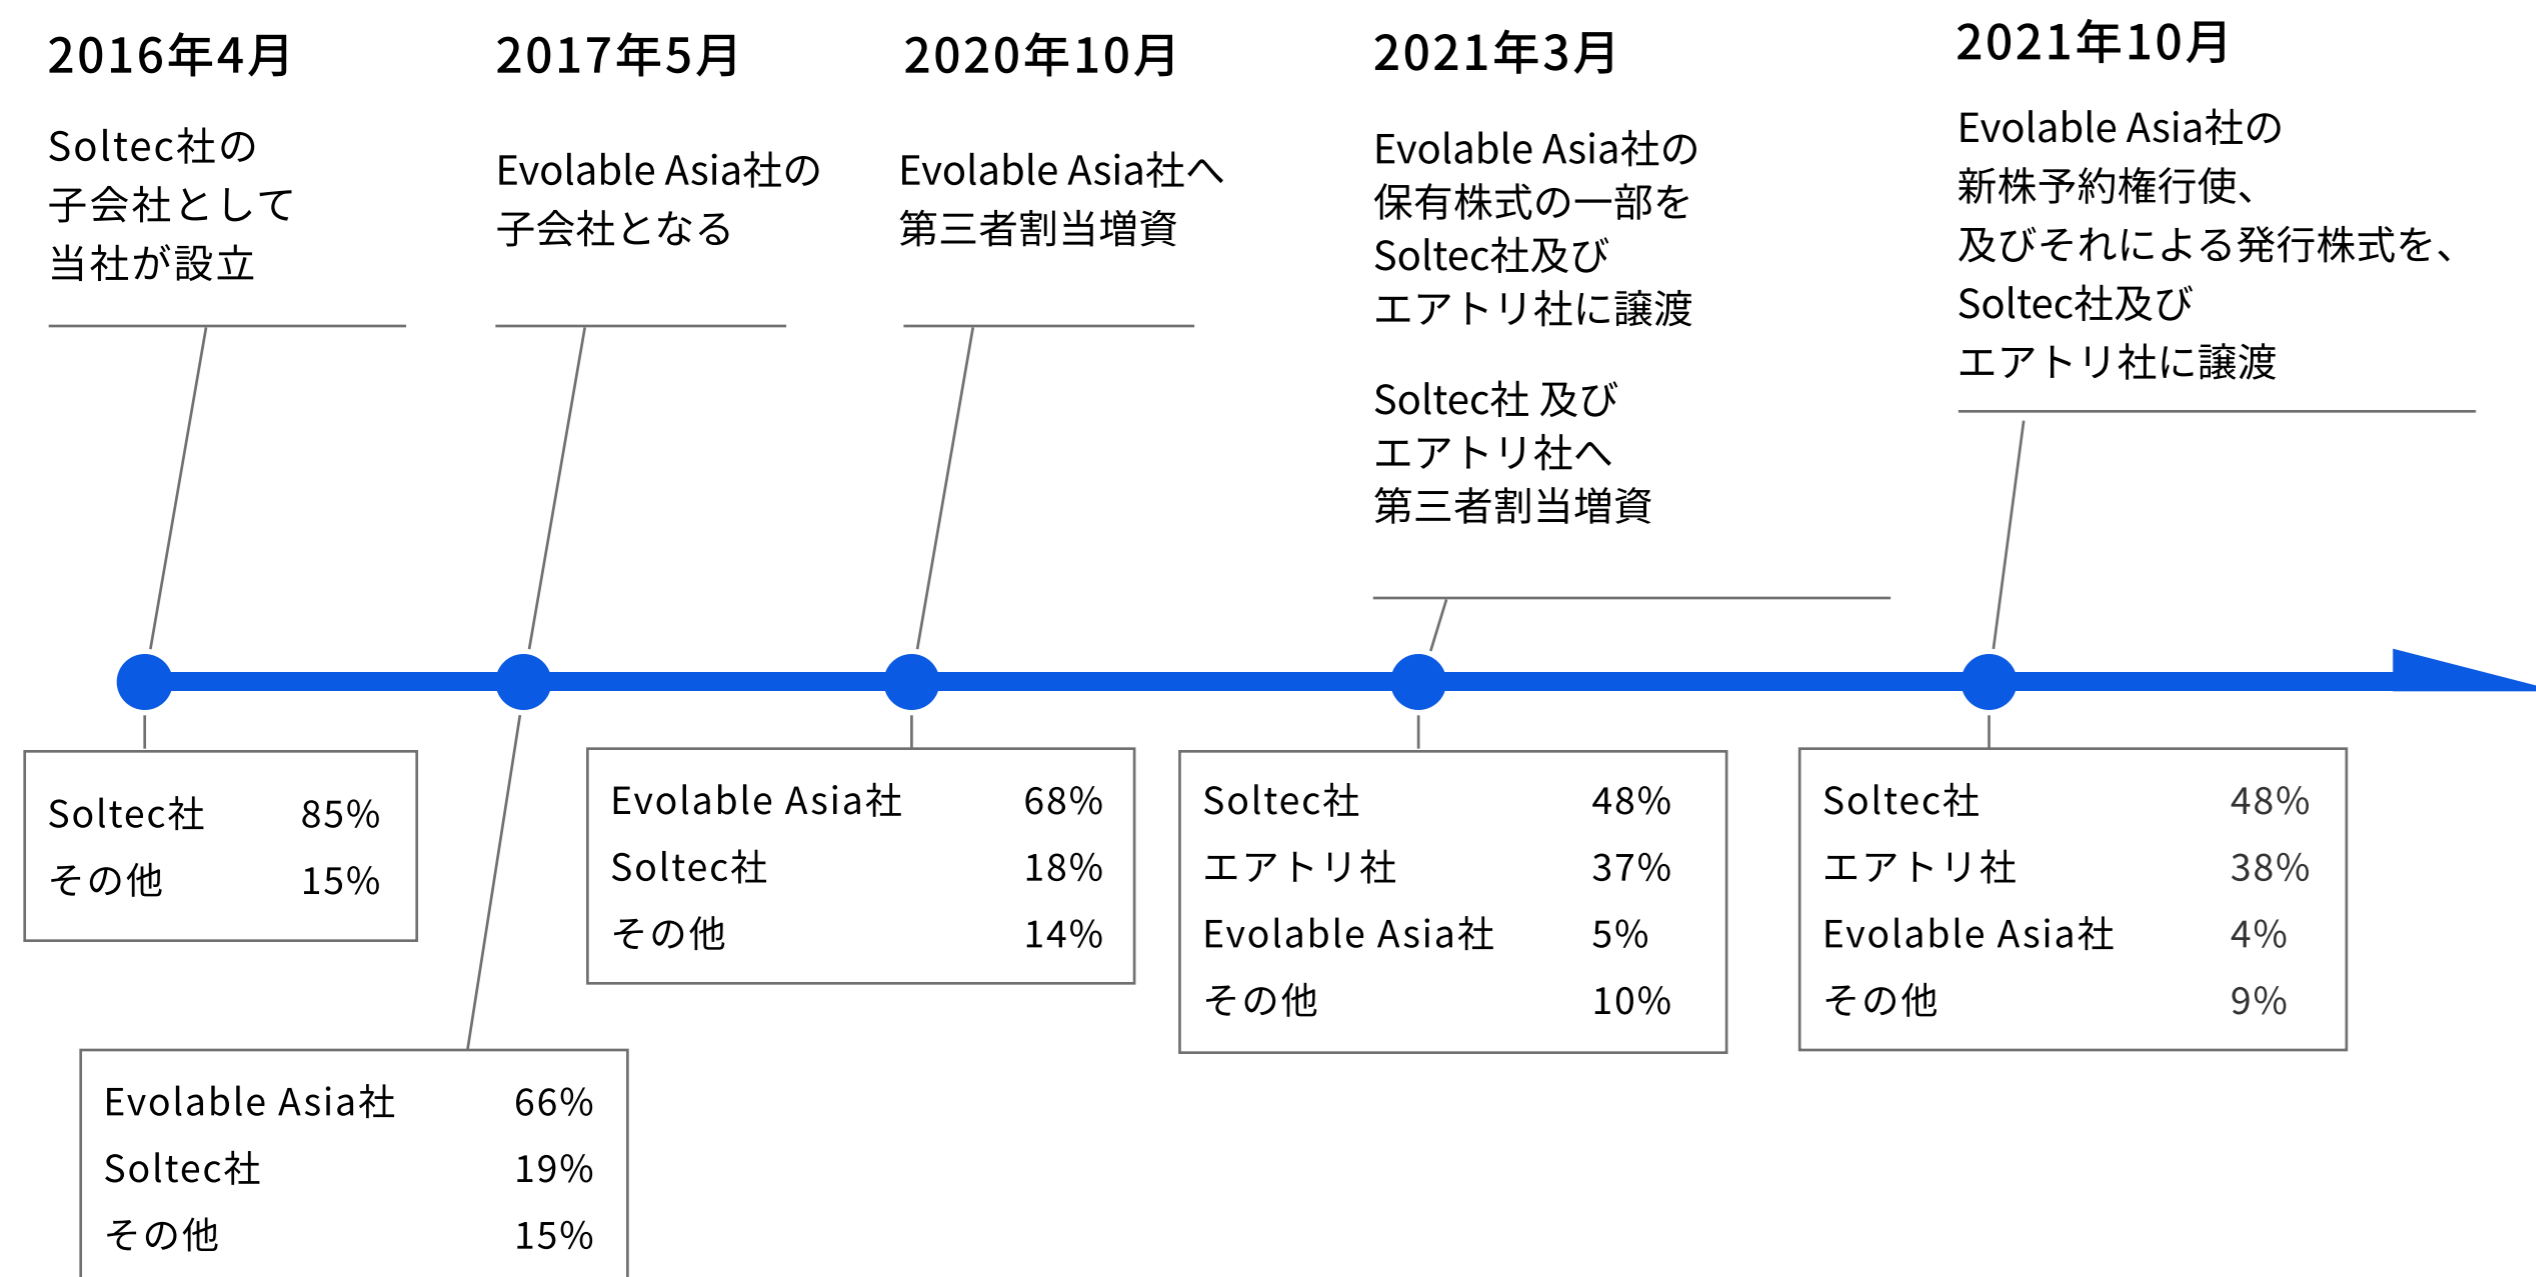 2016年4月
Soltec社の
子会社として
当社が設立
2017年5月
Evolable Asia社の
子会社となる
2020年10月
Evolable Asia社へ
第三者割当増資
2021年3月
Evolable Asia社の
保有株式の一部を
Soltec社及び
エアトリ社に譲渡
Soltec社 及び
エアトリ社へ
第三者割当増資
2021年10月
Evolable Asia社の
新株予約権行使、
及びそれによる発行株式を、
Soltec社及び
エアトリ社に譲渡
Soltec社 85%
その他 15%
Evolable Asia社 66%
Soltec社 19%
その他 15%
Evolable Asia社 68%
Soltec社 18%
その他 14%
Soltec社 48%
エアトリ社 37%
Evolable Asia社 5%
その他 10%
Soltec社 48%
エアトリ社 38%
Evolable Asia社 4%
その他 9%